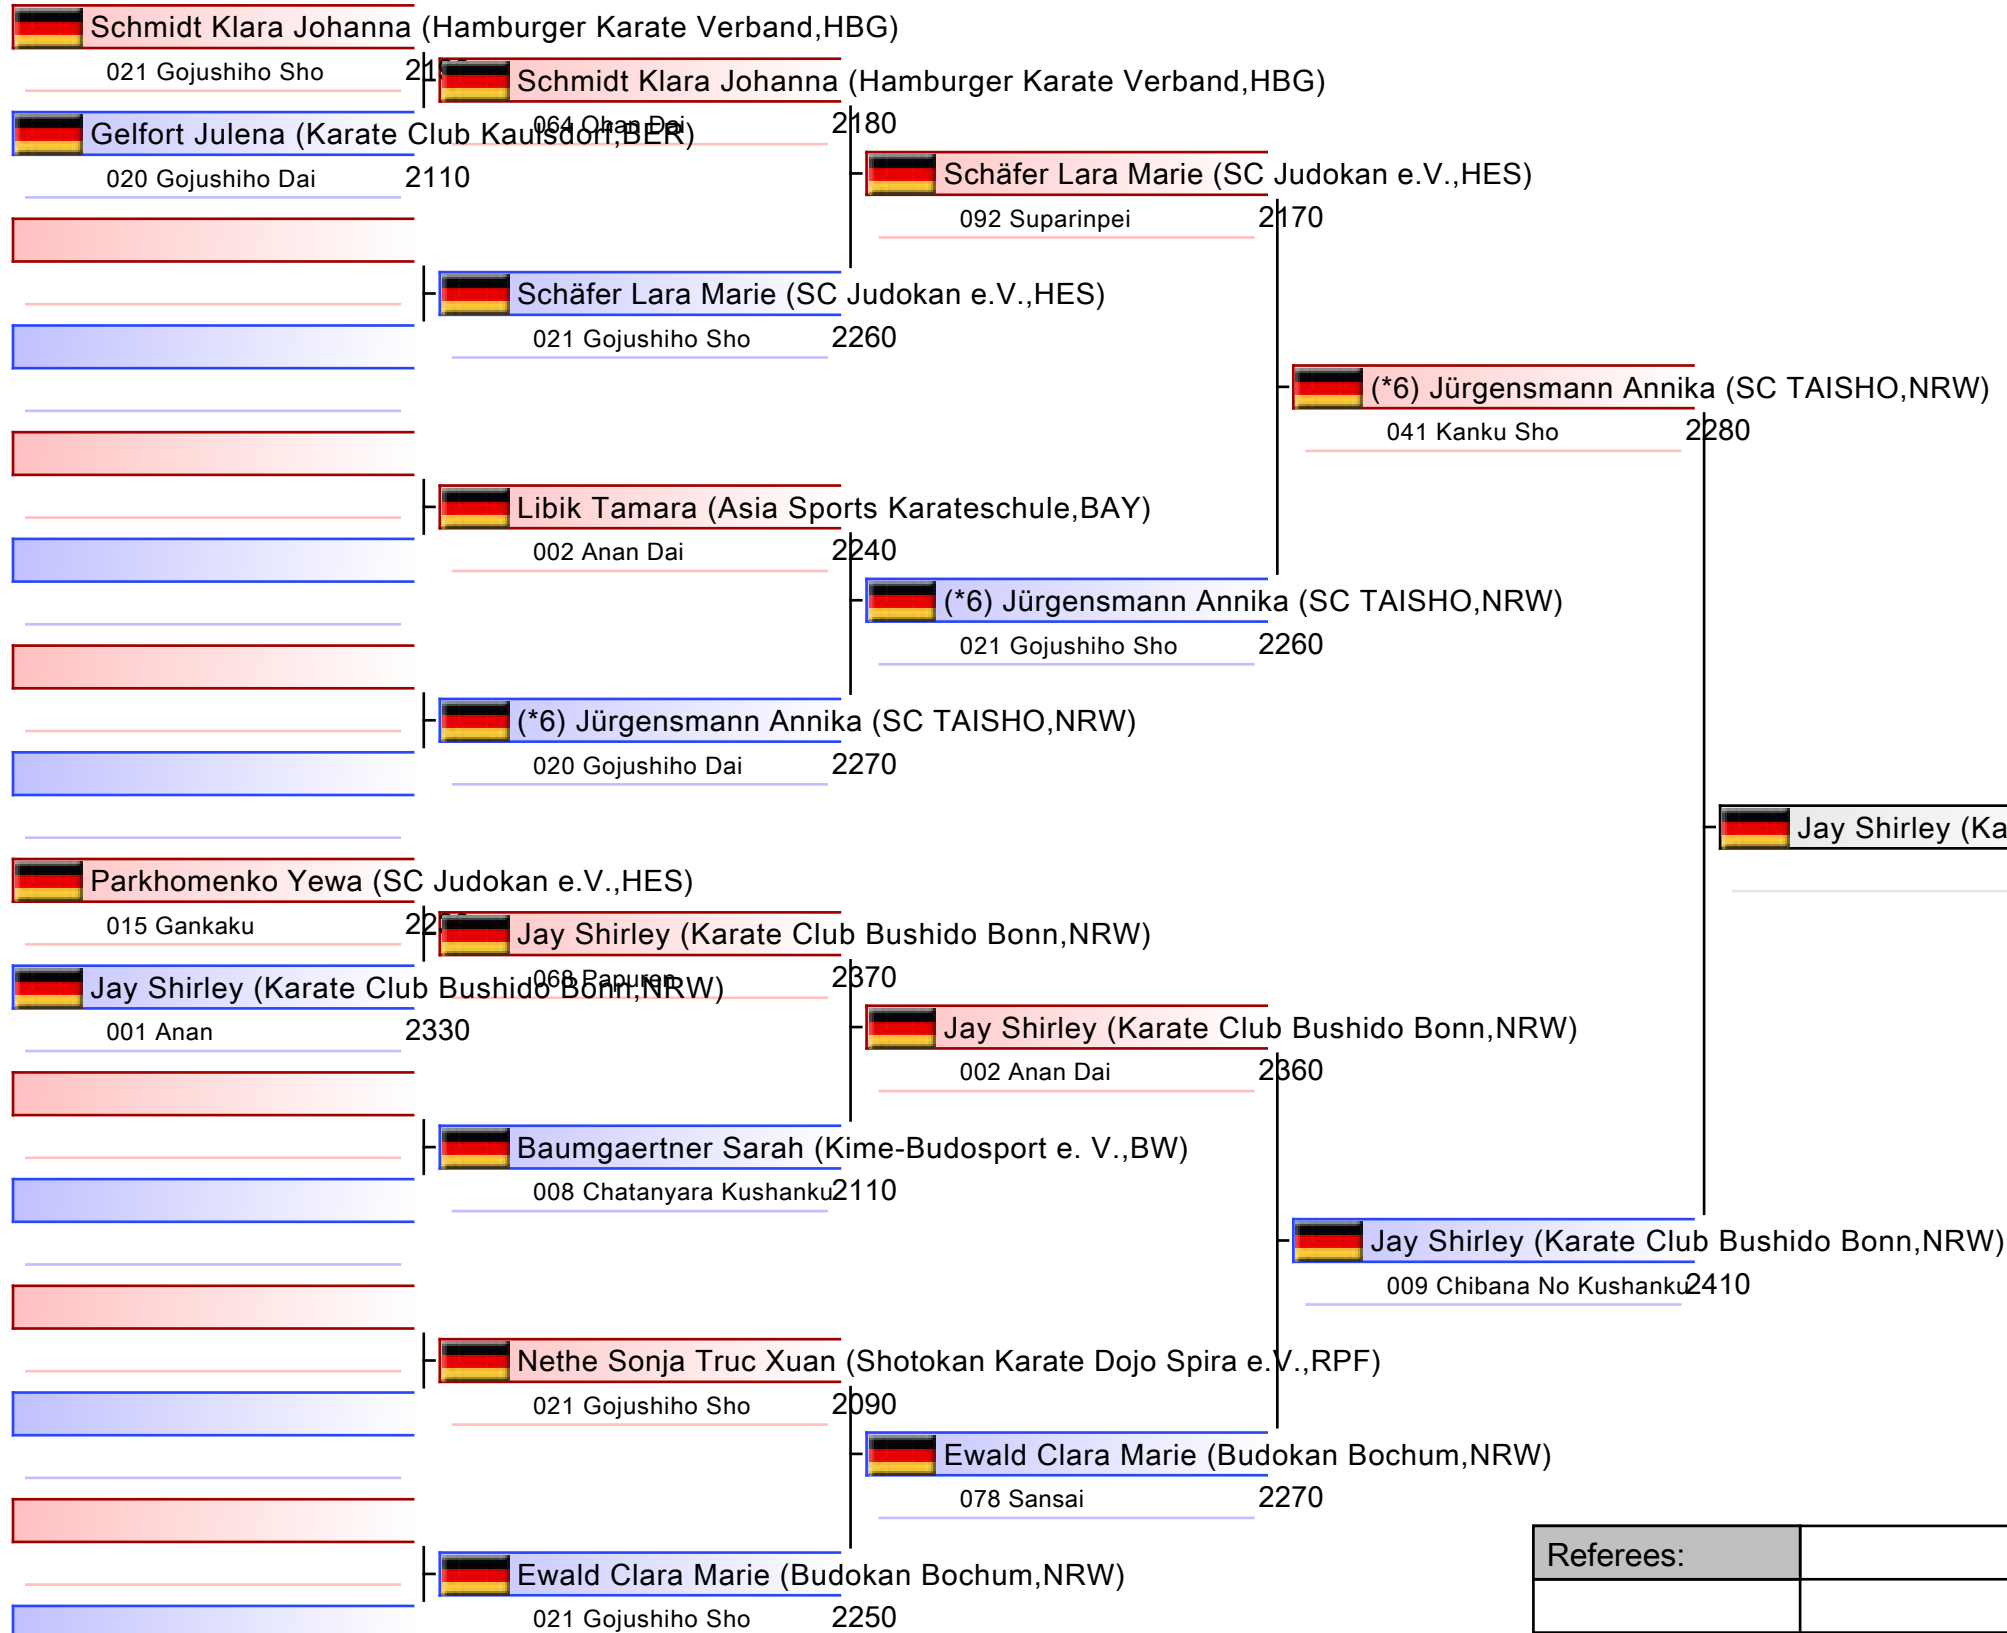 Schmidt Klara Johanna (Hamburger Karate Verband,HBG)
021 Gojushiho Sho
Schmidt Klara Johanna (Hamburger Karate Verband,HBG)
064 Ohan Dai 2180
Gelfort Julena (Karate Club Kaulsdorf,BER)
020 Gojushiho Dai 2110
Schäfer Lara Marie (SC Judokan e.V.,HES)
092 Suparinpei 2170
Schäfer Lara Marie (SC Judokan e.V.,HES)
021 Gojushiho Sho 2260
(*6) Jürgensmann Annika (SC TAISHO,NRW)
041 Kanku Sho 2280
Libik Tamara (Asia Sports Karateschule,BAY)
002 Anan Dai 2240
(*6) Jürgensmann Annika (SC TAISHO,NRW)
021 Gojushiho Sho 2260
(*6) Jürgensmann Annika (SC TAISHO,NRW)
020 Gojushiho Dai 2270
Jay Shirley (Ka
Parkhomenko Yewa (SC Judokan e.V.,HES)
015 Gankaku
Jay Shirley (Karate Club Bushido Bonn,NRW)
068 Papuren 2370
Jay Shirley (Karate Club Bushido Bonn,NRW)
001 Anan 2330
Jay Shirley (Karate Club Bushido Bonn,NRW)
002 Anan Dai 2360
Baumgaertner Sarah (Kime-Budosport e. V.,BW)
008 Chatanyara Kushanku 2110
Jay Shirley (Karate Club Bushido Bonn,NRW)
009 Chibana No Kushanku 2410
Nethe Sonja Truc Xuan (Shotokan Karate Dojo Spira e.V.,RPF)
021 Gojushiho Sho 2090
Ewald Clara Marie (Budokan Bochum,NRW)
078 Sansai 2270
Referees:
Ewald Clara Marie (Budokan Bochum,NRW)
021 Gojushiho Sho 2250